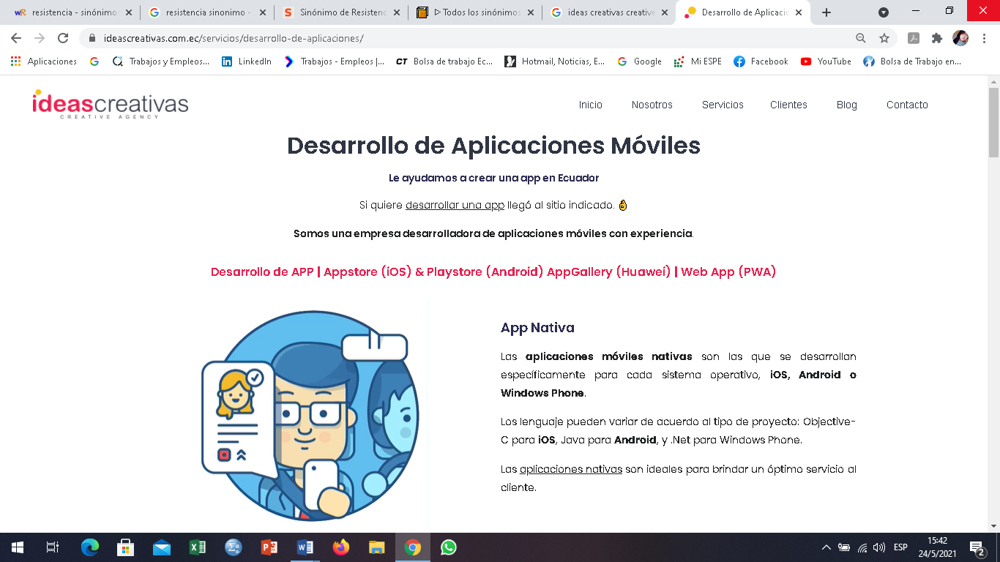 resistencia - sinónimo
resistencia sinonimo -
Sinónimo de Resistenc
▷ Todos los sinónimos
ideas creativas creative
Desarrollo de Aplicacio
ideascreativas.com.ec/servicios/desarrollo-de-aplicaciones/
Aplicaciones
Trabajos y Empleos...
LinkedIn
Trabajos - Empleos |...
Bolsa de trabajo Ec...
Hotmail, Noticias, E...
Google
Mi ESPE
Facebook
YouTube
Bolsa de Trabajo en...
ideascreativas
CREATIVE AGENCY
Inicio
Nosotros
Servicios
Clientes
Blog
Contacto
Desarrollo de Aplicaciones Móviles
Le ayudamos a crear una app en Ecuador
Si quiere desarrollar una app llegó al sitio indicado. 👌
Somos una empresa desarrolladora de aplicaciones móviles con experiencia.
Desarrollo de APP | Appstore (iOS) & Playstore (Android) AppGallery (Huawei) | Web App (PWA)
App Nativa
Las aplicaciones móviles nativas son las que se desarrollan
específicamente para cada sistema operativo, iOS, Android o
Windows Phone.
Los lenguaje pueden variar de acuerdo al tipo de proyecto: Objective-
C para iOS, Java para Android, y .Net para Windows Phone.
Las aplicaciones nativas son ideales para brindar un óptimo servicio al
cliente.
ESP
15:42
24/5/2021
2